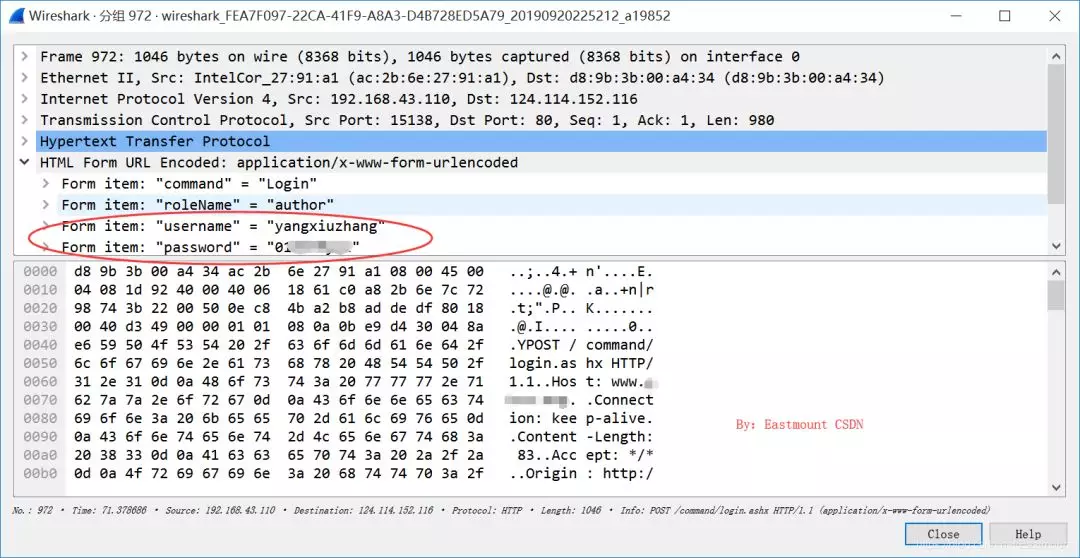 Wireshark · 分组 972 · wireshark_FEA7F097-22CA-41F9-A8A3-D4B728ED5A79_20190920225212_a19852
Frame 972: 1046 bytes on wire (8368 bits), 1046 bytes captured (8368 bits) on interface 0
Ethernet II, Src: IntelCor_27:91:a1 (ac:2b:6e:27:91:a1), Dst: d8:9b:3b:00:a4:34 (d8:9b:3b:00:a4:34)
Internet Protocol Version 4, Src: 192.168.43.110, Dst: 124.114.152.116
Transmission Control Protocol, Src Port: 15138, Dst Port: 80, Seq: 1, Ack: 1, Len: 980
Hypertext Transfer Protocol
HTML Form URL Encoded: application/x-www-form-urlencoded
Form item: "command" = "Login"
Form item: "roleName" = "author"
Form item: "username" = "yangxiuzhang"
Form item: "password" = "01
0000 d8 9b 3b 00 a4 34 ac 2b 6e 27 91 a1 08 00 45 00 ..;..4.+ n'....E.
0010 04 08 1d 92 40 00 40 06 18 61 c0 a8 2b 6e 7c 72 ....@.@. .a..+n|r
0020 98 74 3b 22 00 50 0e c8 4b a2 b8 ad de df 80 18 .t;".P.. K.......
0030 00 40 d3 49 00 00 01 01 08 0a 0b e9 d4 30 04 8a .@.I.... .....0..
0040 e6 59 50 4f 53 54 20 2f 63 6f 6d 6d 61 6e 64 2f .YPOST / command/
0050 6c 6f 67 69 6e 2e 61 73 68 78 20 48 54 54 50 2f login.as hx HTTP/
0060 31 2e 31 0d 0a 48 6f 73 74 3a 20 77 77 77 2e 71 1.1..Hos t: www.
0070 62 7a 7a 2e 6f 72 67 0d 0a 43 6f 6e 6e 65 63 74 .Connect
0080 69 6f 6e 3a 20 6b 65 65 70 2d 61 6c 69 76 65 0d ion: kee p-alive.
0090 0a 43 6f 6e 74 65 6e 74 2d 4c 65 6e 67 74 68 3a .Content -Length:
00a0 20 38 33 0d 0a 41 63 63 65 70 74 3a 20 2a 2f 2a 83..Acc ept: */*
00b0 0d 0a 4f 72 69 67 69 6e 3a 20 68 74 74 70 3a 2f ..Origin : http:/
By: Eastmount CSDN
No.: 972 · Time: 71.378686 · Source: 192.168.43.110 · Destination: 124.114.152.116 · Protocol: HTTP · Length: 1046 · Info: POST /command/login.ashx HTTP/1.1 (application/x-www-form-urlencoded)
Close Help